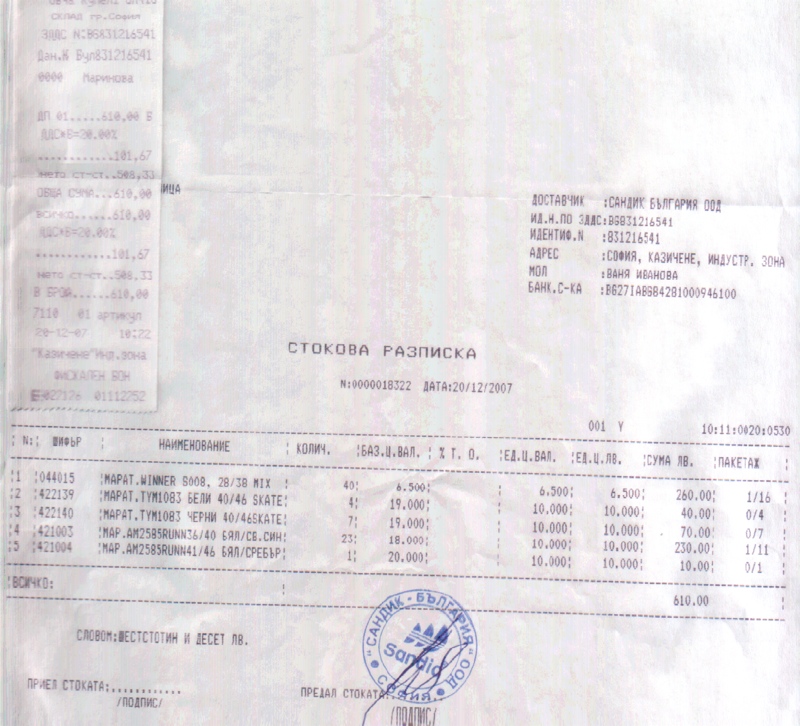 СКЛАД гр.София
ЗДДС N:BG831216541
Дан.N Бул831216541
0000 Маринова
ДП 01.....610,00 Б
ДДС*Б=20.00%
............101,67
нето ст-ст..508,33
ОБЩА СУМА...610,00
всичко......610,00
ДДС*Б=20.00%
............101,67
нето ст-ст..508,33
В БРОЙ......610,00
7110 01 артикул
20-12-07 10:22
"Казичене"Инд.зона
ФИСКАЛЕН БОН
027126 01112252
ИЦА
ДОСТАВЧИК :САНДИК БЪЛГАРИЯ ООД
ИД.Н.ПО ЗДДС:BG831216541
ИДЕНТИФ.N :831216541
АДРЕС :СОФИЯ, КАЗИЧЕНЕ, ИНДУСТР. ЗОНА
МОЛ :ВАНЯ ИВАНОВА
БАНК.С-КА :BG27IABG84281000946100
СТОКОВА РАЗПИСКА
N:0000018322 ДАТА:20/12/2007
001 Y 10:11:0020:0530
N: ШИФЪР НАИМЕНОВАНИЕ КОЛИЧ. БАЗ.Ц.ВАЛ. % Т. О. ЕД.Ц.ВАЛ. ЕД.Ц.ЛВ. СУМА ЛВ. ПАКЕТАЖ
1 044015 МАРАТ.WINNER S008, 28/38 MIX 40 6.500 6.500 6.500 260.00 1/16
2 422139 МАРАТ.TYM1083 БЕЛИ 40/46 SKATE 4 19.000 10.000 10.000 40.00 0/4
3 422140 МАРАТ.TYM1083 ЧЕРНИ 40/46SKATE 7 19.000 10.000 10.000 70.00 0/7
4 421003 МАР.AM2585RUNN36/40 БЯЛ/СВ.СИН 23 18.000 10.000 10.000 230.00 1/11
5 421004 МАР.AM2585RUNN41/46 БЯЛ/СРЕБЪР 1 20.000 10.000 10.000 10.00 0/1
ВСИЧКО: 610.00
СЛОВОМ:ШЕСТСТОТИН И ДЕСЕТ ЛВ.
"САНДИК - БЪЛГАРИЯ" ООД
Sandic
СОФИЯ
ПРИЕЛ СТОКАТА:............
/ПОДПИС/
ПРЕДАЛ СТОКАТА:
/ПОДПИС/